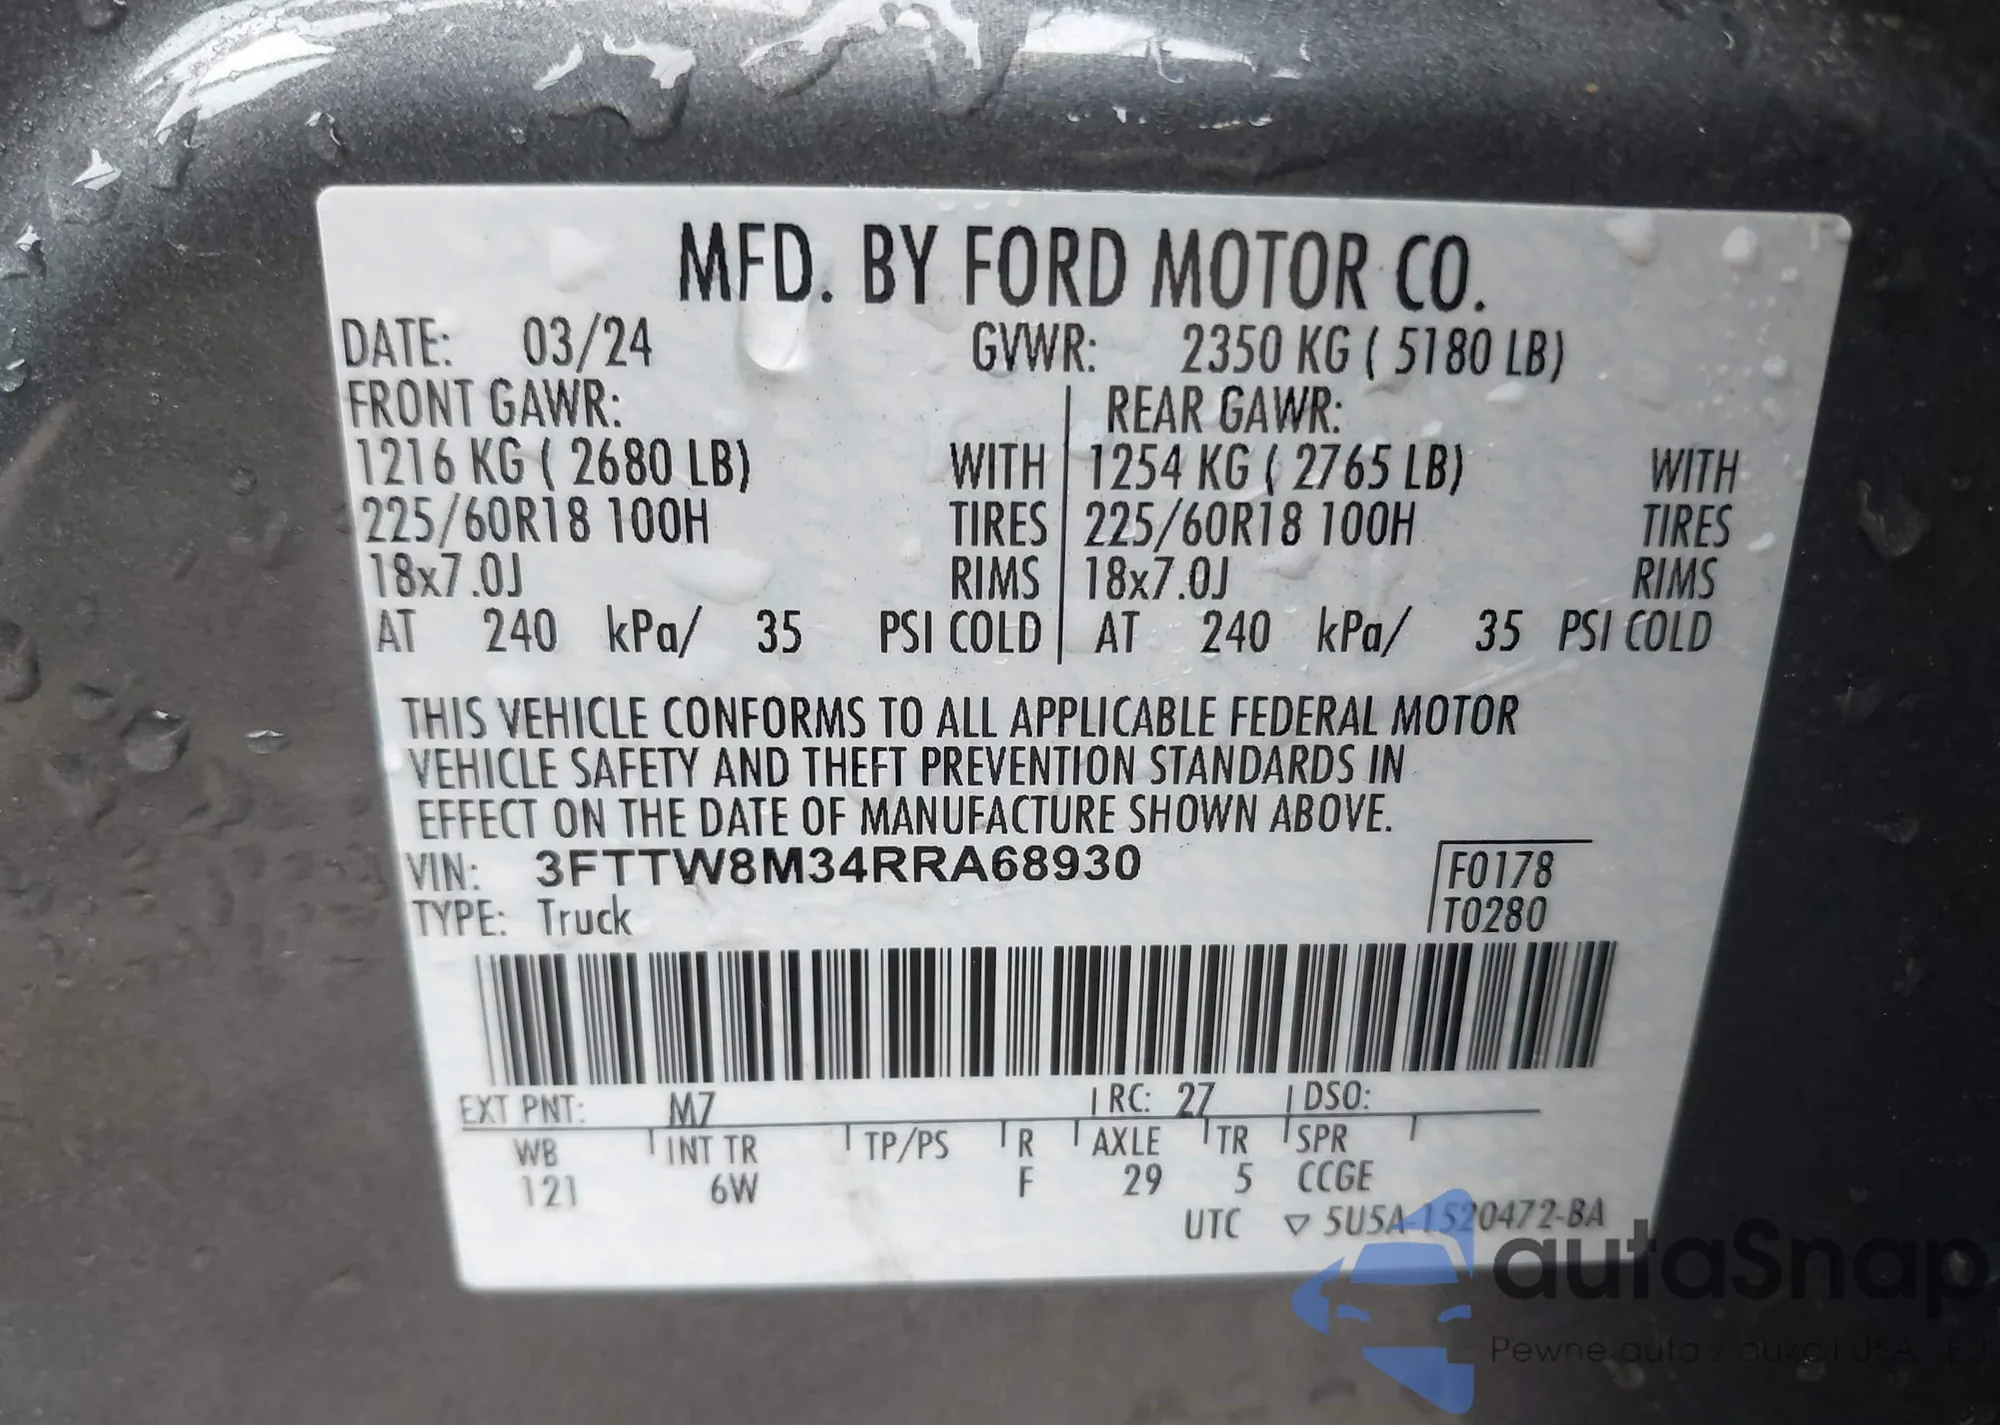 MFD. BY FORD MOTOR CO.
DATE: 03/24 GVWR: 2350 KG ( 5180 LB)
FRONT GAWR: REAR GAWR:
1216 KG ( 2680 LB) WITH 1254 KG ( 2765 LB) WITH
225/60R18 100H TIRES 225/60R18 100H TIRES
18x7.0J RIMS 18x7.0J RIMS
AT 240 kPa/ 35 PSI COLD AT 240 kPa/ 35 PSI COLD
THIS VEHICLE CONFORMS TO ALL APPLICABLE FEDERAL MOTOR
VEHICLE SAFETY AND THEFT PREVENTION STANDARDS IN
EFFECT ON THE DATE OF MANUFACTURE SHOWN ABOVE.
VIN: 3FTTW8M34RRA68930 F0178
TYPE: Truck T0280
EXT PNT: M7 RC: 27 DSO:
WB INT TR TP/PS R AXLE TR SPR
121 6W F 29 5 CCGE
UTC ▽ 5U5A-1520472-BA
autaSnap
Pewne auto z aukcji USA